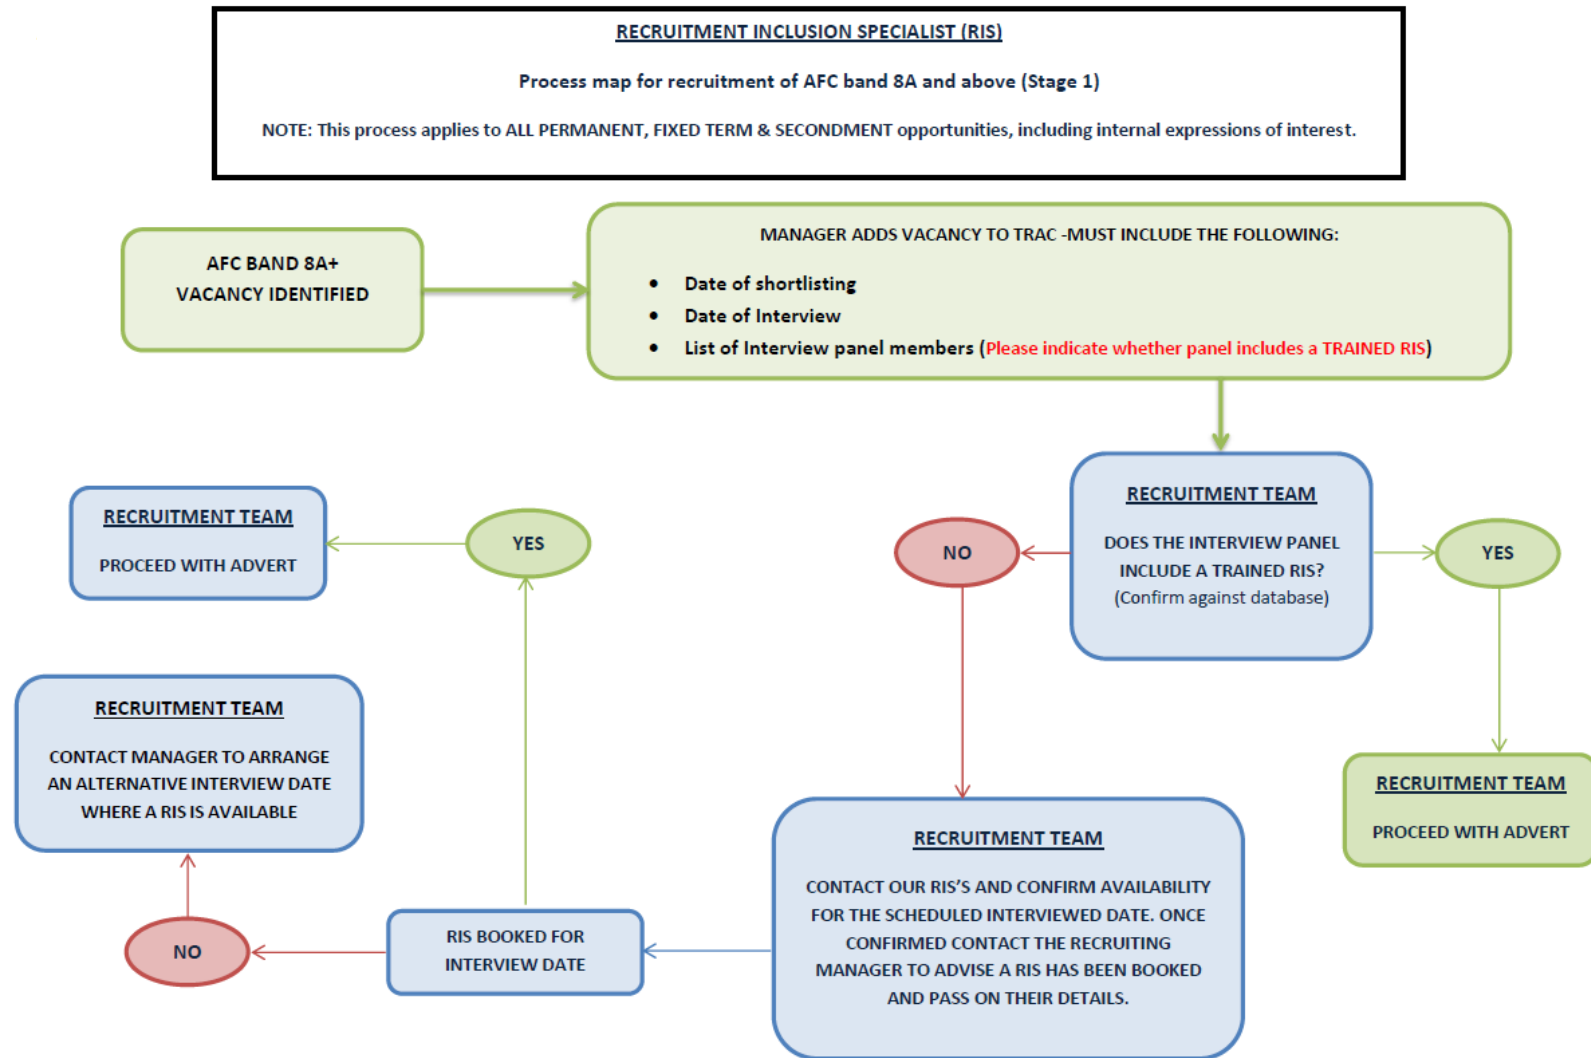 RECRUITMENT INCLUSION SPECIALIST (RIS)
Process map for recruitment of AFC band 8A and above (Stage 1)
NOTE: This process applies to ALL PERMANENT, FIXED TERM & SECONDMENT opportunities, including internal expressions of interest.
AFC BAND 8A+
VACANCY IDENTIFIED
MANAGER ADDS VACANCY TO TRAC -MUST INCLUDE THE FOLLOWING:
• Date of shortlisting
• Date of Interview
• List of Interview panel members (Please indicate whether panel includes a TRAINED RIS)
RECRUITMENT TEAM
DOES THE INTERVIEW PANEL
INCLUDE A TRAINED RIS?
(Confirm against database)
YES
RECRUITMENT TEAM
PROCEED WITH ADVERT
NO
RECRUITMENT TEAM
CONTACT OUR RIS'S AND CONFIRM AVAILABILITY
FOR THE SCHEDULED INTERVIEWED DATE. ONCE
CONFIRMED CONTACT THE RECRUITING
MANAGER TO ADVISE A RIS HAS BEEN BOOKED
AND PASS ON THEIR DETAILS.
RIS BOOKED FOR
INTERVIEW DATE
YES
RECRUITMENT TEAM
PROCEED WITH ADVERT
NO
RECRUITMENT TEAM
CONTACT MANAGER TO ARRANGE
AN ALTERNATIVE INTERVIEW DATE
WHERE A RIS IS AVAILABLE